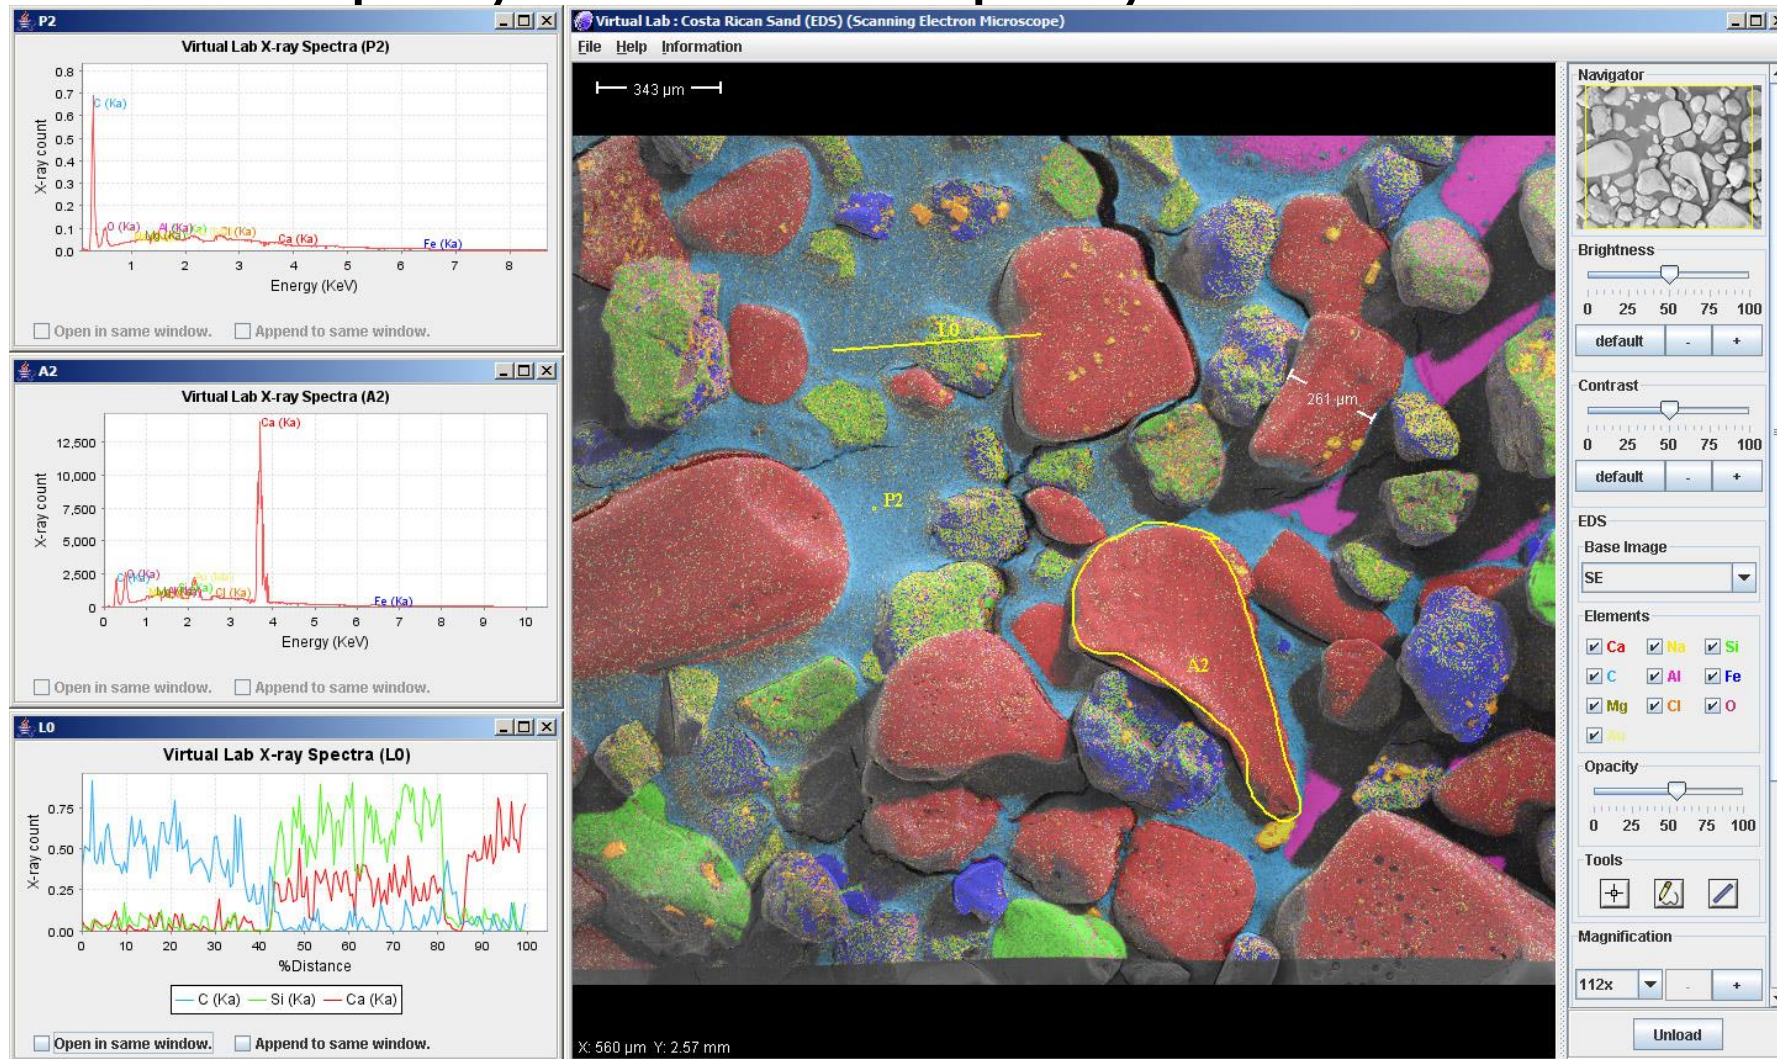 P2
Virtual Lab X-ray Spectra (P2)
X-ray count
0.8
0.7
0.6
0.5
0.4
0.3
0.2
0.1
0.0
C (Ka)
O (Ka)
Ca (Ka)
Fe (Ka)
1 2 3 4 5 6 7 8
Energy (KeV)
Open in same window. Append to same window.
A2
Virtual Lab X-ray Spectra (A2)
X-ray count
12,500
10,000
7,500
5,000
2,500
0
Ca (Ka)
Cl (Ka)
Fe (Ka)
0 1 2 3 4 5 6 7 8 9 10
Energy (KeV)
Open in same window. Append to same window.
L0
Virtual Lab X-ray Spectra (L0)
X-ray count
0.75
0.50
0.25
0.00
0 10 20 30 40 50 60 70 80 90 100
%Distance
C (Ka) Si (Ka) Ca (Ka)
Open in same window. Append to same window.
Virtual Lab : Costa Rican Sand (EDS) (Scanning Electron Microscope)
File Help Information
343 µm
L0
261 µm
P2
A2
X: 560 µm Y: 2.57 mm
Navigator
Brightness
0 25 50 75 100
default - +
Contrast
0 25 50 75 100
default - +
EDS
Base Image
SE
Elements
Ca Na Si
C Al Fe
Mg Cl O
Au
Opacity
0 25 50 75 100
Tools
Magnification
112x - +
Unload